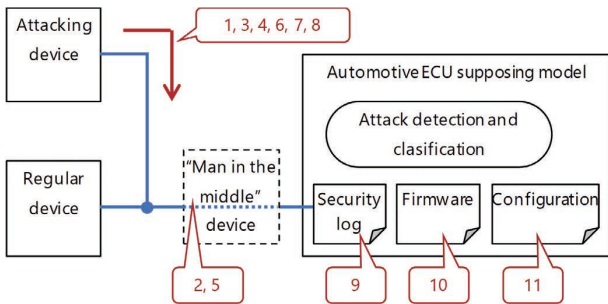 Attacking
device
1, 3, 4, 6, 7, 8
Automotive ECU supposing model
Attack detection and
clasification
Regular
device
"Man in the
middle"
device
Security
log
Firmware
Configuration
2, 5
9
10
11